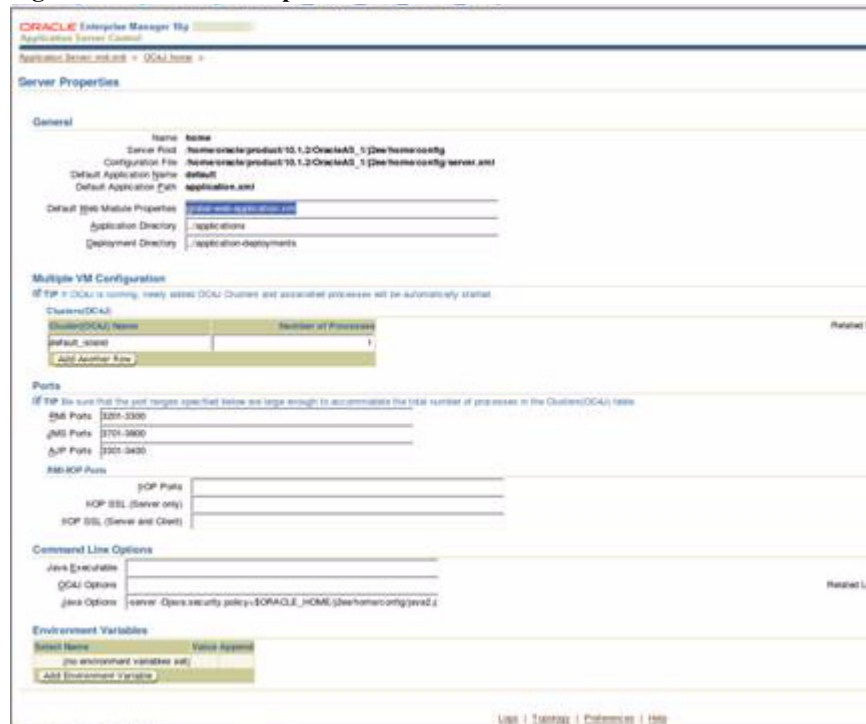 ORACLE Enterprise Manager 10g
Application Server Control
Application Server: > OC4J: home >
Server Properties
General
Name home
Server Root /home/oracle/product/10.1.2/OracleAS_1/j2ee/home/config
Configuration File /home/oracle/product/10.1.2/OracleAS_1/j2ee/home/config/server.xml
Default Application Name default
Default Application Path application.xml
Default Web Module Properties global-web-application.xml
Application Directory ../applications
Deployment Directory ../application-deployments
Multiple VM Configuration
TIP If OC4J is running, newly added OC4J Clusters and associated processes will be automatically started.
Clusters(OC4J)
Cluster(OC4J) Name Number of Processes
default_island 1
Add Another Row
Related
Ports
TIP Be sure that the port ranges specified below are large enough to accommodate the total number of processes in the Clusters(OC4J) table.
RMI Ports 3201-3300
JMS Ports 3701-3800
AJP Ports 3301-3400
RMI-IIOP Ports
IIOP Ports
IIOP SSL (Server only)
IIOP SSL (Server and Client)
Command Line Options
Java Executable
OC4J Options
Related L
Java Options -server -Djava.security.policy=$ORACLE_HOME/j2ee/home/config/java2.p
Environment Variables
Select Name Value Append
(no environment variables set)
Add Environment Variable
Logs | Topology | Preferences | Help